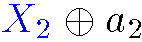 X₂ ⊕ a₂